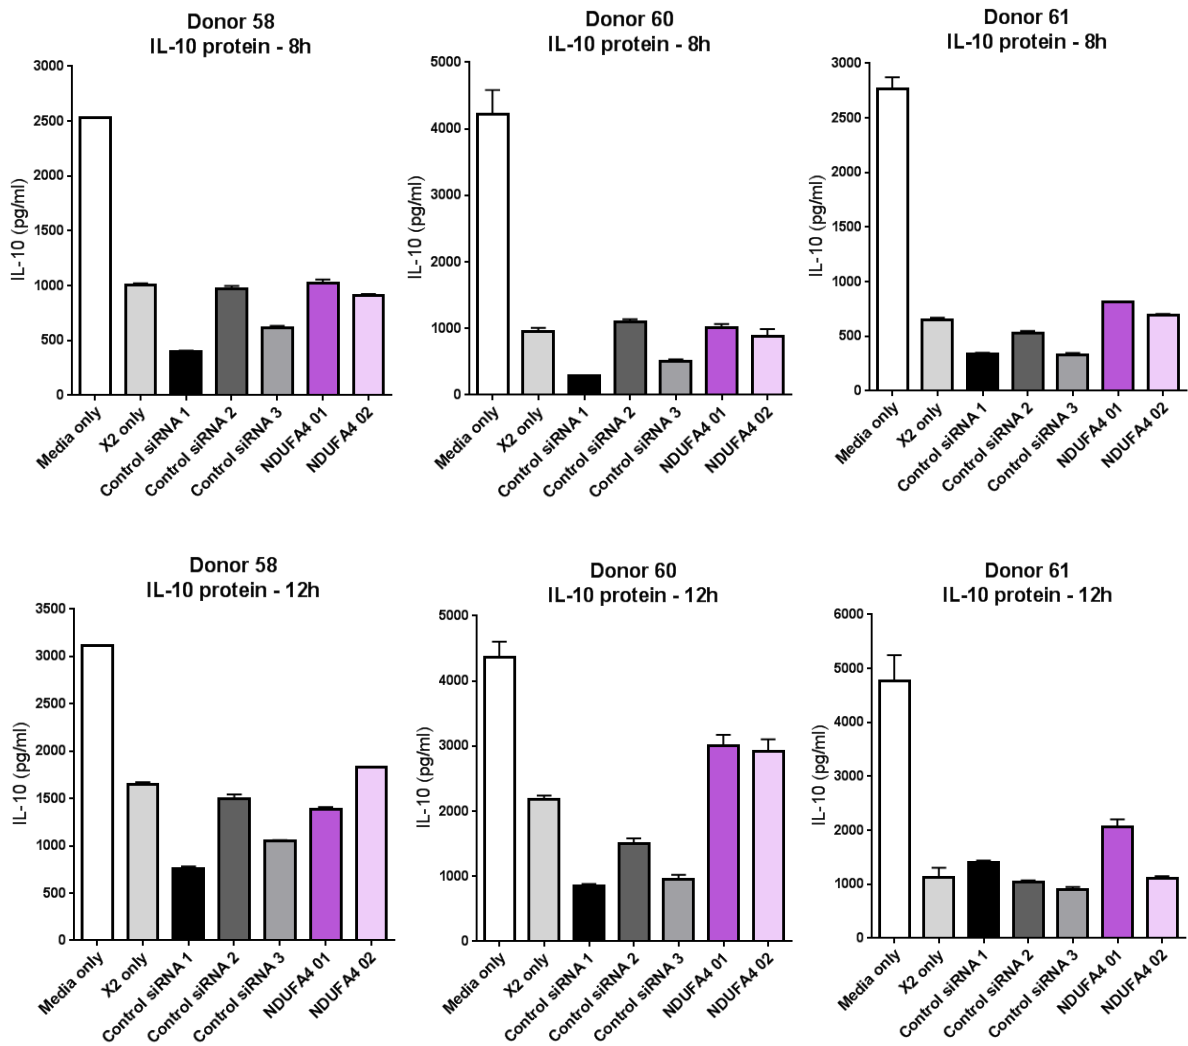 Donor 58
IL-10 protein - 8h
IL-10 (pg/ml)
3000
2500
2000
1500
1000
500
0
Media only
X2 only
Control siRNA 1
Control siRNA 2
Control siRNA 3
NDUFA4 01
NDUFA4 02
Donor 60
IL-10 protein - 8h
IL-10 (pg/ml)
5000
4000
3000
2000
1000
0
Media only
X2 only
Control siRNA 1
Control siRNA 2
Control siRNA 3
NDUFA4 01
NDUFA4 02
Donor 61
IL-10 protein - 8h
IL-10 (pg/ml)
3000
2500
2000
1500
1000
500
0
Media only
X2 only
Control siRNA 1
Control siRNA 2
Control siRNA 3
NDUFA4 01
NDUFA4 02
Donor 58
IL-10 protein - 12h
IL-10 (pg/ml)
3500
3000
2500
2000
1500
1000
500
0
Media only
X2 only
Control siRNA 1
Control siRNA 2
Control siRNA 3
NDUFA4 01
NDUFA4 02
Donor 60
IL-10 protein - 12h
IL-10 (pg/ml)
5000
4000
3000
2000
1000
0
Media only
X2 only
Control siRNA 1
Control siRNA 2
Control siRNA 3
NDUFA4 01
NDUFA4 02
Donor 61
IL-10 protein - 12h
IL-10 (pg/ml)
6000
5000
4000
3000
2000
1000
0
Media only
X2 only
Control siRNA 1
Control siRNA 2
Control siRNA 3
NDUFA4 01
NDUFA4 02